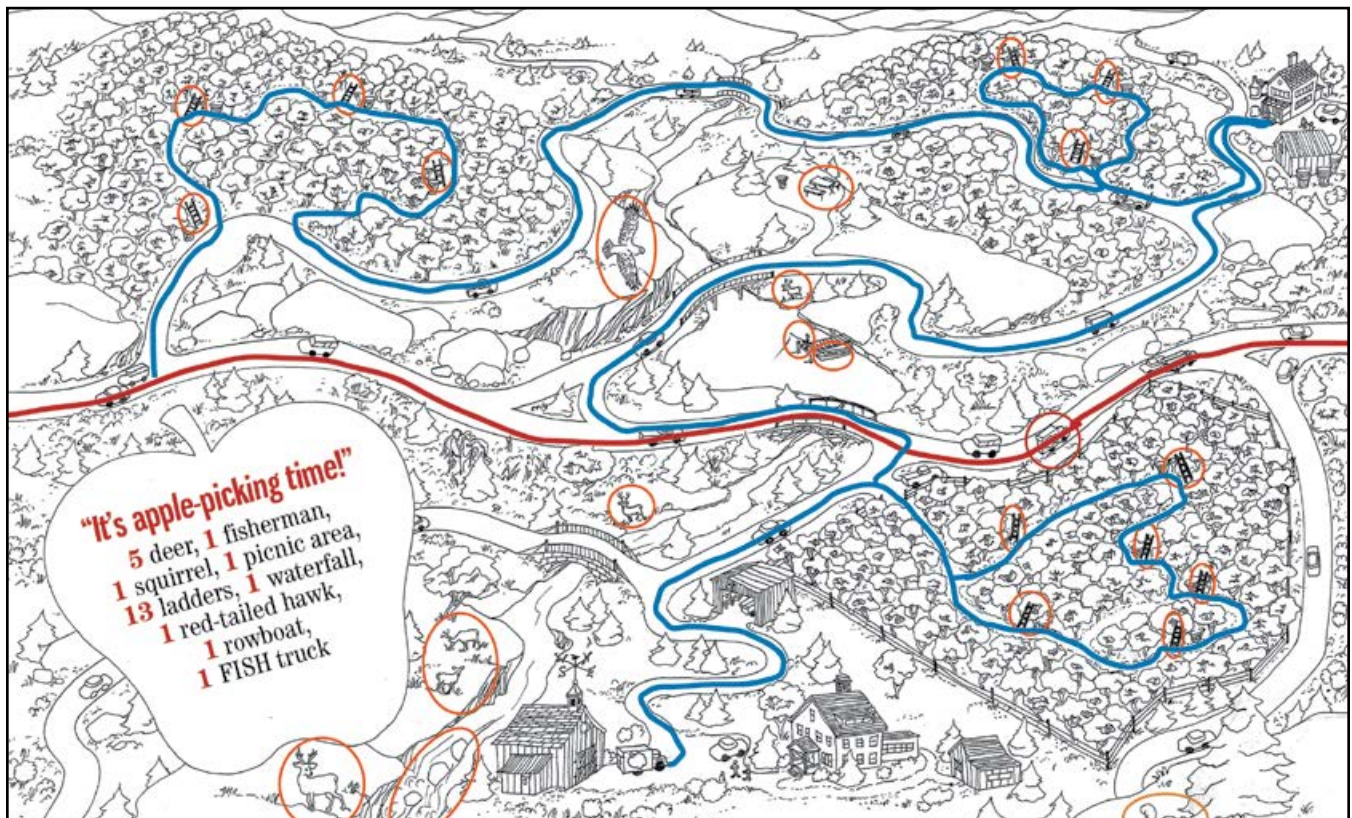 "It's apple-picking time!"
5 deer, 1 fisherman,
1 squirrel, 1 picnic area,
13 ladders, 1 waterfall,
1 red-tailed hawk,
1 rowboat,
1 FISH truck